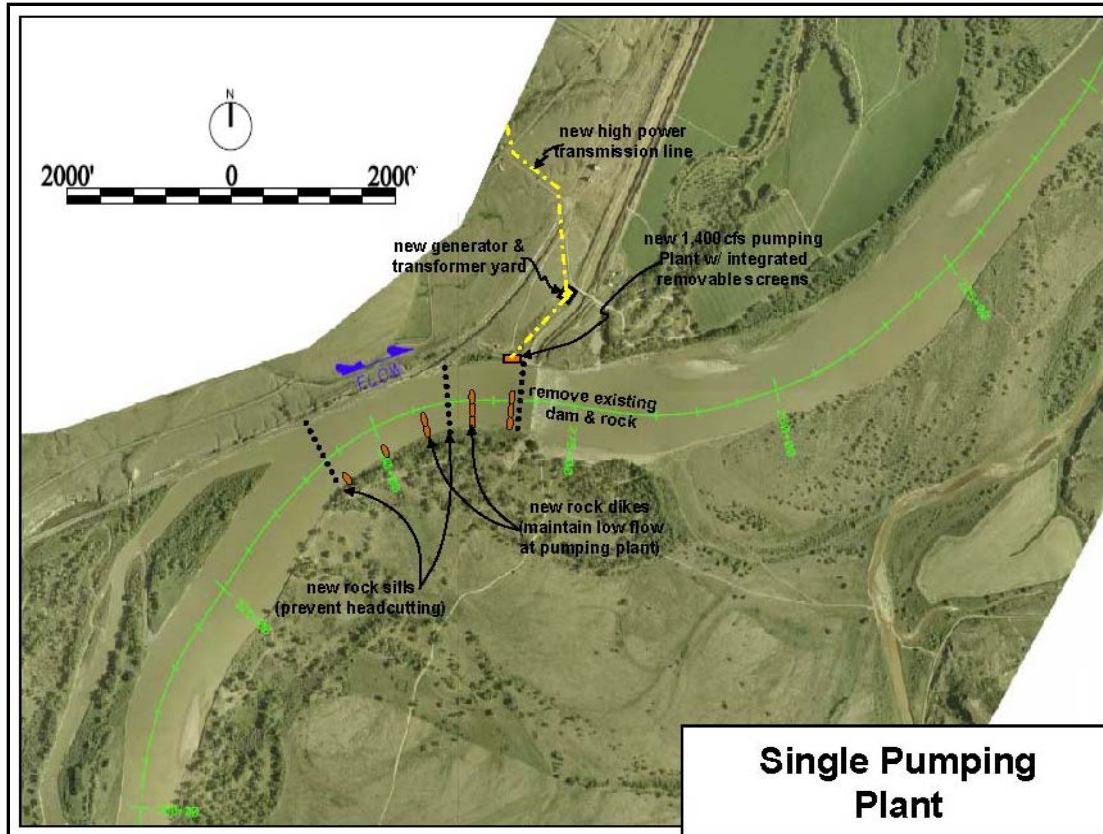 N
2000' 0 2000'
new high power
transmission line
new generator &
transformer yard
new 1,400 cfs pumping
Plant w/ integrated
removable screens
FLOW
remove existing
dam & rock
new rock dikes
(maintain low flow
at pumping plant)
new rock sills
(prevent headcutting)
Single Pumping
Plant